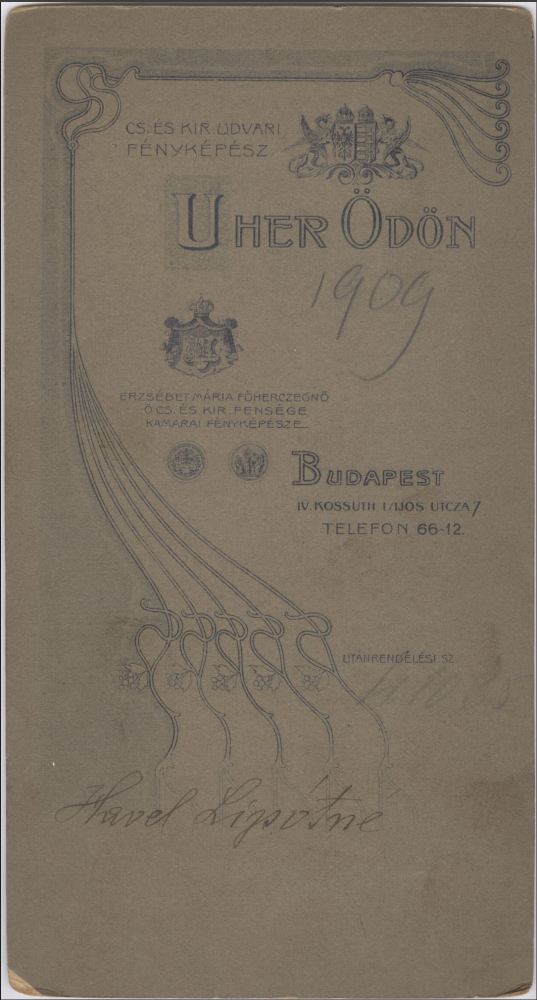 CS. ÉS KIR. UDVARI
FÉNYKÉPÉSZ
UHER ÖDÖN
1909
ERZSÉBET MÁRIA FŐHERCZEGNŐ
Ő CS. ÉS KIR. FENSÉGE
KAMARAI FÉNYKÉPÉSZE
BUDAPEST
IV. KOSSUTH LAJOS UTCZA 7
TELEFON 66-12.
UTÁNRENDELÉSI SZ.
Havel Lipótné